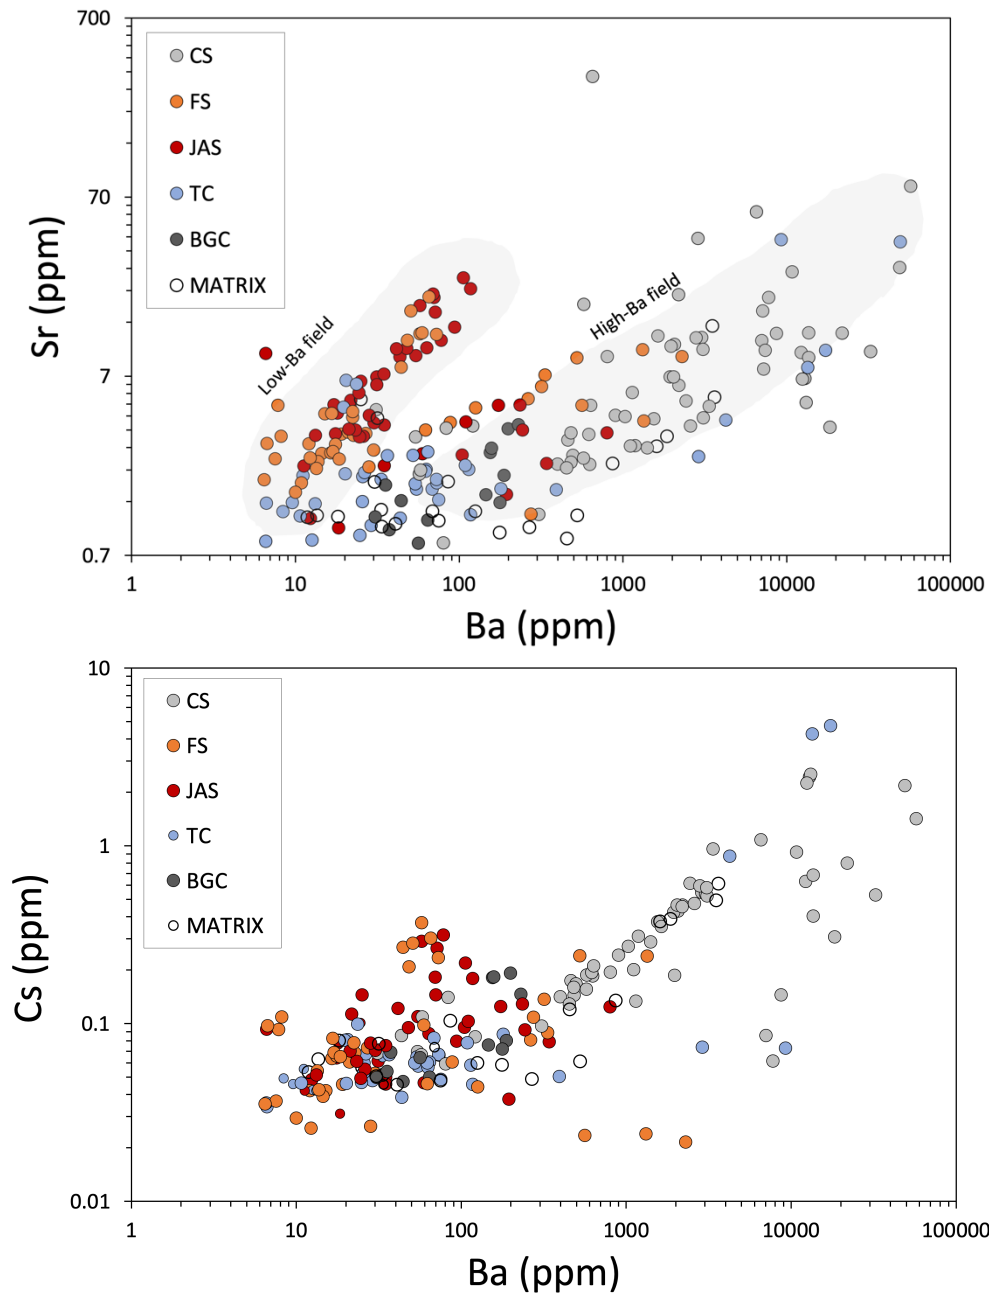 700
70
7
0.7
Sr (ppm)
CS
FS
JAS
TC
BGC
MATRIX
Low-Ba field
High-Ba field
1 10 100 1000 10000 100000
Ba (ppm)
10
1
0.1
0.01
Cs (ppm)
CS
FS
JAS
TC
BGC
MATRIX
1 10 100 1000 10000 100000
Ba (ppm)